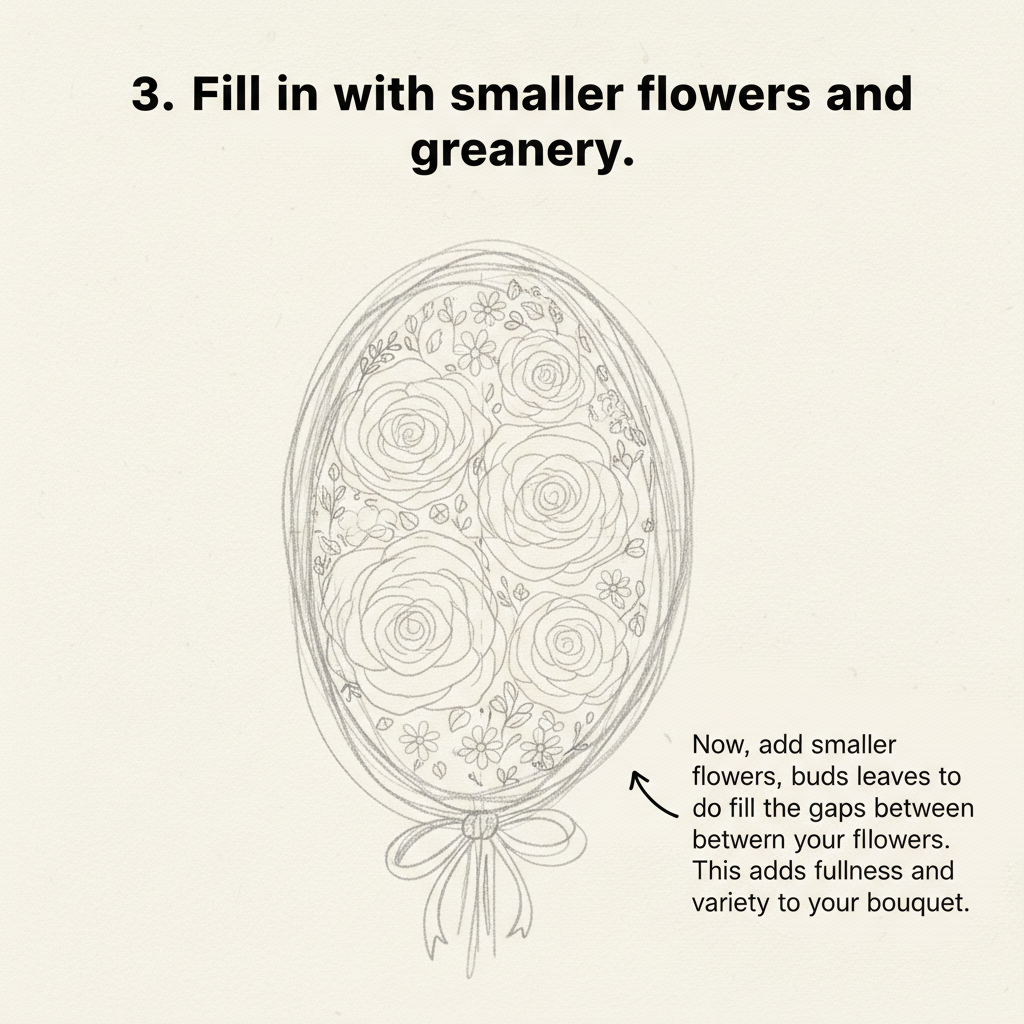 3. Fill in with smaller flowers and
greanery.
Now, add smaller
flowers, buds leaves to
do fill the gaps between
betwern your fllowers.
This adds fullness and
variety to your bouquet.